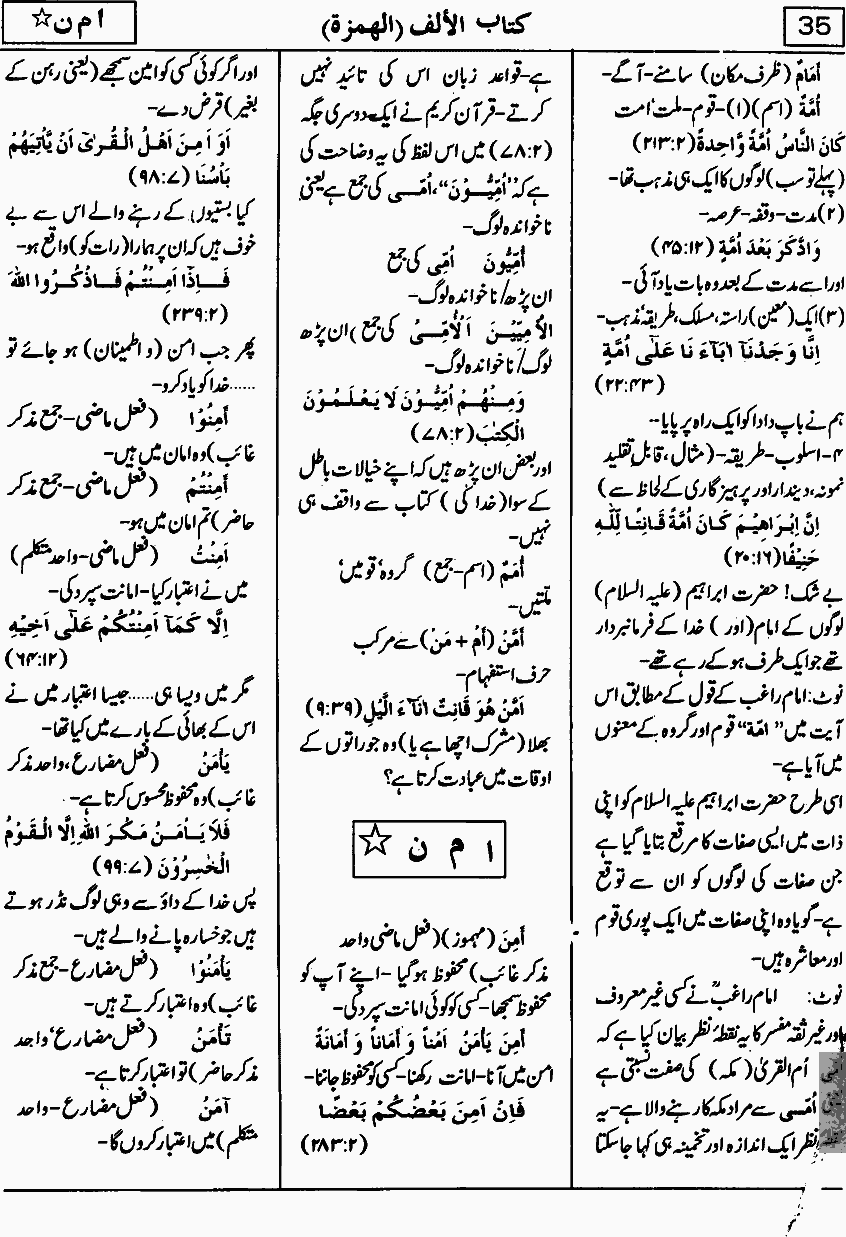 35
كتاب الألف (الهمزة)
ا م ن ☆
اَمَامُ (ظرف مکان) سامنے-آگے-
اُمَّةٌ (اسم)(۱)-قوم-ملت'امت
كَانَ النَّاسُ اُمَّةً وَّاحِدَةً (۲۱۳:۲)
(پہلے تو سب) لوگوں کا ایک ہی مذہب تھا-
(۲) مدت-وقفہ-عرصہ-
وَادَّكَرَ بَعْدَ اُمَّةٍ (۴۵:۱۲)
اور اسے مدت کے بعد وہ بات یاد آئی-
(۳) ایک (معین) راستہ، مسلک، طریقۂ مذہب-
اِنَّا وَجَدْنَآ اٰبَآءَ نَا عَلٰٓى اُمَّةٍ
(۲۲:۴۳)
ہم نے باپ دادا کو ایک راہ پر پایا-
۴-اسلوب-طریقہ-(مثال، قابل تقلید
نمونہ، دیندار اور پرہیز گاری کے لحاظ سے)
اِنَّ اِبْرَاهِيْمَ كَانَ اُمَّةً قَانِتًا لِّلّٰهِ
حَنِيْفًا (۲۰:۱۶)
بے شک! حضرت ابراہیم (علیہ السلام)
لوگوں کے امام (اور) خدا کے فرمانبردار
تھے جو ایک طرف ہو کے رہے تھے-
نوٹ: امام راغب کے قول کے مطابق اس
آیت میں "امة" قوم اور گروہ کے معنوں
میں آیا ہے-
اسی طرح حضرت ابراہیم علیہ السلام کو اپنی
ذات میں ایسی صفات کا مرقع بتایا گیا ہے
جن صفات کی لوگوں کو ان سے توقع
ہے-گویا وہ اپنی صفات میں ایک پوری قوم
اور معاشرہ ہیں-
نوٹ: امام راغبؒ نے کسی غیر معروف
اور غیر ثقہ مفسر کا یہ نقطۂ نظر بیان کیا ہے کہ
اُمّی اُم القریٰ (مکہ) کی صفت نسبتی ہے
یعنی اُمّی سے مراد مکہ کا رہنے والا ہے-یہ
نظر ایک اندازہ اور تخمینہ ہی کہا جا سکتا
ہے-قواعد زبان اس کی تائید نہیں
کرتے-قرآن کریم نے ایک دوسری جگہ
(۷۸:۲) میں اس لفظ کی یہ وضاحت کی
ہے کہ "اُمِّيُّوْنَ"، اُمّی کی جمع ہے یعنی
ناخواندہ لوگ-
اُمِّيُّونَ اُمّی کی جمع
ان پڑھ/ناخواندہ لوگ-
الْاُمِّيّٖنَ اَلْاُمِّيُّ کی جمع) ان پڑھ
لوگ/ناخواندہ لوگ-
وَمِنْهُمْ اُمِّيُّوْنَ لَا يَعْلَمُوْنَ
الْكِتٰبَ (۷۸:۲)
اور بعض ان پڑھ ہیں کہ اپنے خیالات باطل
کے سوا (خدا کی) کتاب سے واقف ہی
نہیں-
اُمَمٌ (اسم-جمع) گروہ' قومیں'
ملتیں-
اَمَّنْ (اَمْ + مَنْ) سے مرکب
حرف استفہام-
اَمَّنْ هُوَ قَانِتٌ اٰنَآءَ الَّيْلِ (۹:۳۹)
بھلا (مشرک اچھا ہے یا) وہ جو راتوں کے
اوقات میں عبادت کرتا ہے؟
ا م ن ☆
اَمِنَ (مہموز) (فعل ماضی واحد
مذکر غائب) محفوظ ہو گیا-اپنے آپ کو
محفوظ سمجھا-کسی کو کوئی امانت سپرد کی-
اَمِنَ يَأْمَنُ اَمْناً وَ اَمَاناً وَ اَمَانَةً
امن میں آنا-امانت رکھنا-کسی کو محفوظ جاننا-
فَاِنْ اَمِنَ بَعْضُكُمْ بَعْضًا
(۲۸۳:۲)
اور اگر کوئی کسی کو امین سمجھے (یعنی رہن کے
بغیر) قرض دے-
اَوَ اَمِنَ اَهْلُ الْقُرٰىٓ اَنْ يَّاْتِيَهُمْ
بَاْسُنَا (۹۸:۷)
کیا بستیوں کے رہنے والے اس سے بے
خوف ہیں کہ ان پر ہمارا (رات کو) واقع ہو-
فَاِذَآ اَمِنْتُمْ فَاذْكُرُوا اللهَ
(۲۳۹:۲)
پھر جب امن (و اطمینان) ہو جائے تو
......خدا کو یاد کرو-
اَمِنُوْا (فعل ماضی-جمع مذکر
غائب) وہ امان میں ہیں-
اَمِنْتُمْ (فعل ماضی-جمع مذکر
حاضر) تم امان میں ہو-
اَمِنْتُ (فعل ماضی-واحد متکلم)
میں نے اعتبار کیا-امانت سپرد کی-
اِلَّا كَمَآ اَمِنْتُكُمْ عَلٰٓى اَخِيْهِ
(۶۴:۱۲)
مگر میں ویسا ہی......جیسا اعتبار میں نے
اس کے بھائی کے بارے میں کیا تھا-
يَأْمَنُ (فعل مضارع، واحد مذکر
غائب) وہ محفوظ محسوس کرتا ہے-
فَلَا يَأْمَنُ مَكْرَ اللهِ اِلَّا الْقَوْمُ
الْخٰسِرُوْنَ (۹۹:۷)
پس خدا کے داؤ سے وہی لوگ نڈر ہوتے
ہیں جو خسارہ پانے والے ہیں-
يَأْمَنُوْا (فعل مضارع-جمع مذکر
غائب) وہ اعتبار کرتے ہیں-
تَأْمَنُ (فعل مضارع' واحد
مذکر حاضر) تو اعتبار کرتا ہے-
آمَنُ (فعل مضارع-واحد
متکلم) میں اعتبار کروں گا-